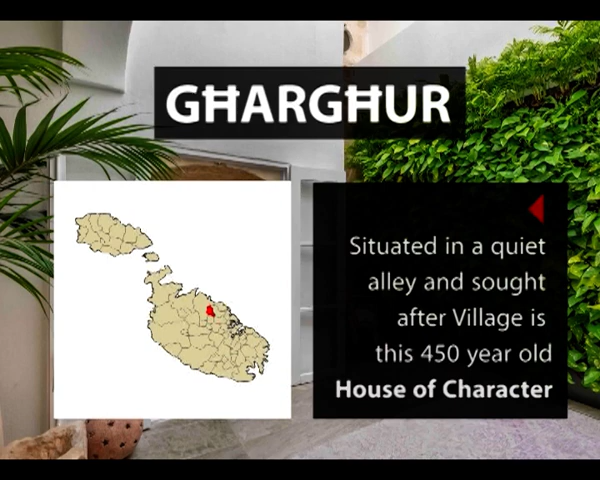 GĦARGĦUR
Situated in a quiet
alley and sought
after Village is
this 450 year old
House of Character